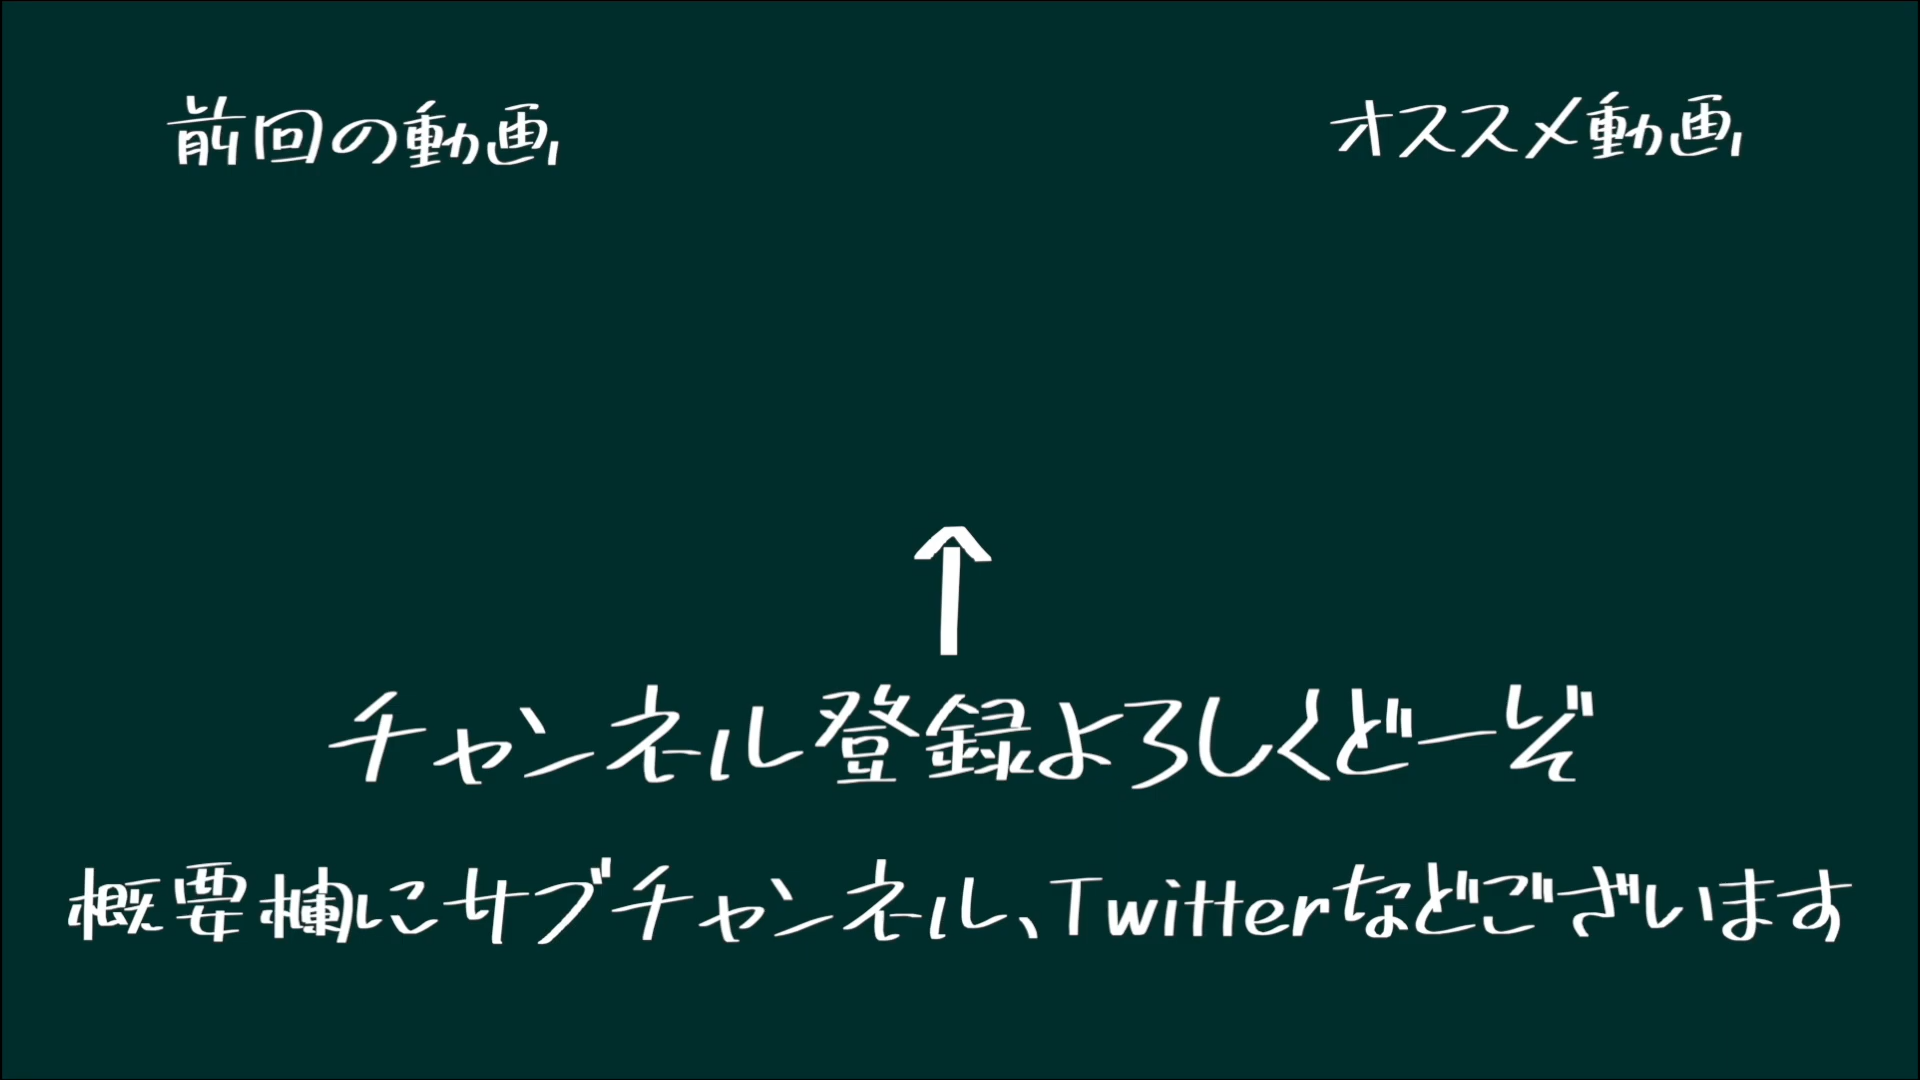 前回の動画
オススメ動画
↑
チャンネル登録よろしくどーぞ
概要欄にサブチャンネル、Twitterなどございます